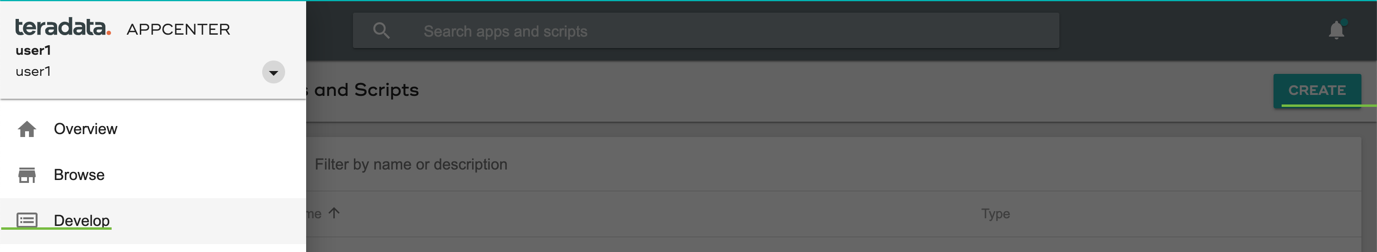 teradata. APPCENTER
user1
user1
Overview
Browse
Develop
Search apps and scripts
and Scripts
CREATE
Filter by name or description
Type